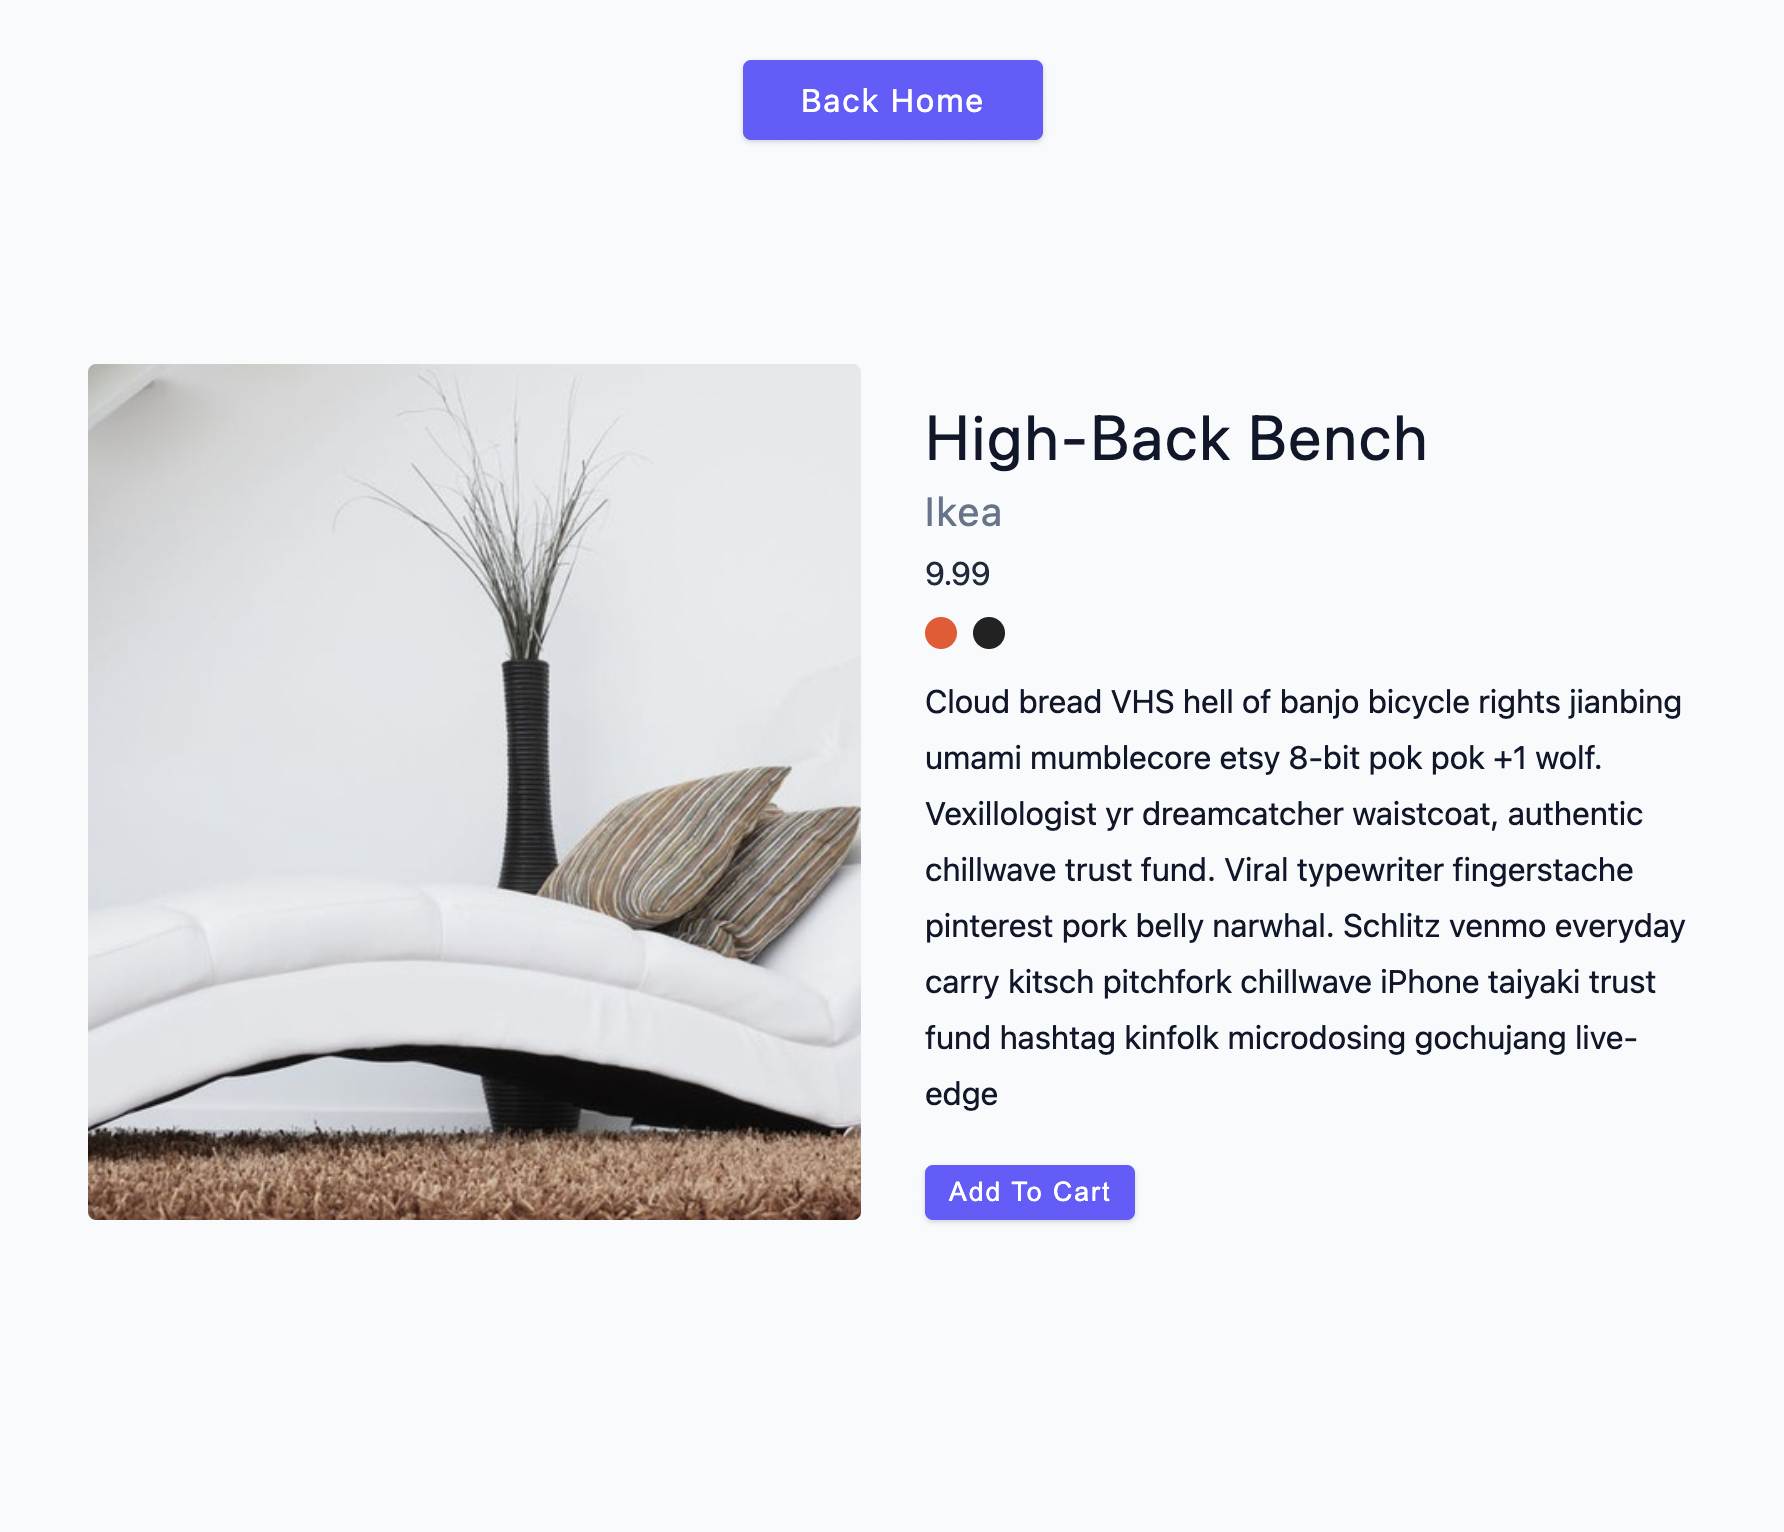 Back Home
High-Back Bench
Ikea
9.99
Cloud bread VHS hell of banjo bicycle rights jianbing
umami mumblecore etsy 8-bit pok pok +1 wolf.
Vexillologist yr dreamcatcher waistcoat, authentic
chillwave trust fund. Viral typewriter fingerstache
pinterest pork belly narwhal. Schlitz venmo everyday
carry kitsch pitchfork chillwave iPhone taiyaki trust
fund hashtag kinfolk microdosing gochujang live-
edge
Add To Cart